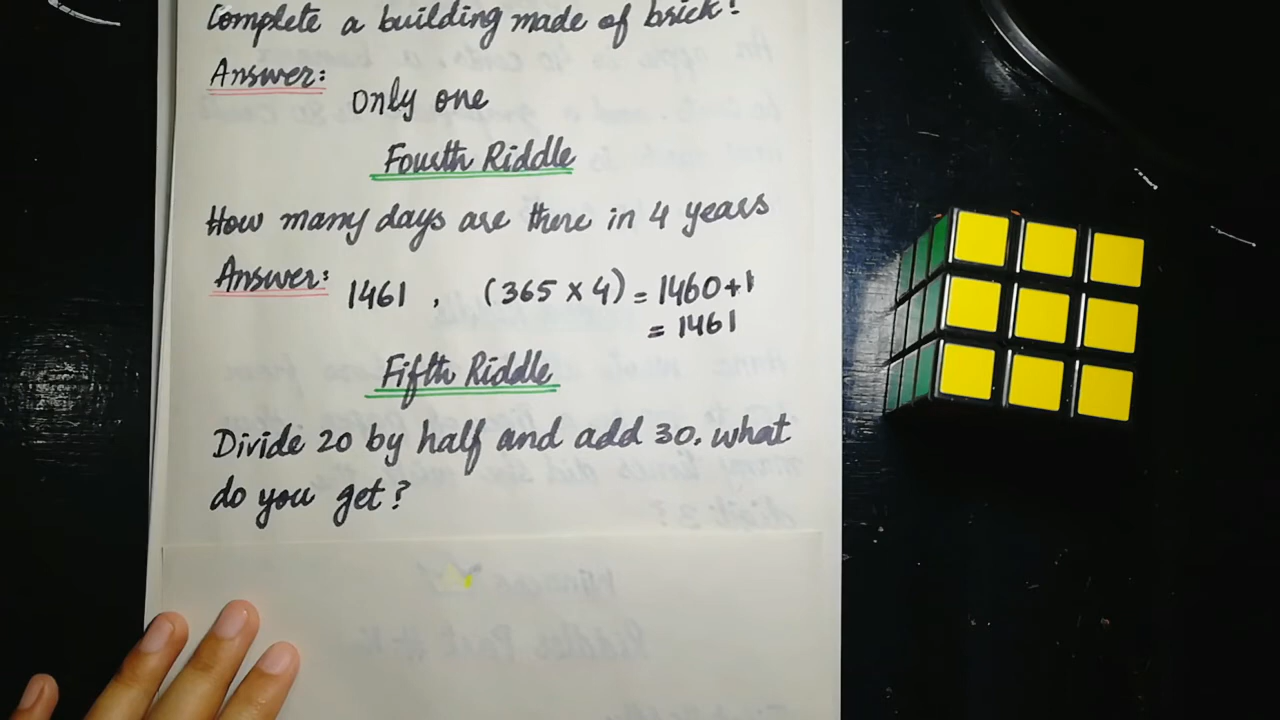 Complete a building made of brick?
Answer:
only one
Fourth Riddle
How many days are there in 4 years
Answer: 1461 , (365 x 4) = 1460+1
= 1461
Fifth Riddle
Divide 20 by half and add 30. what
do you get?